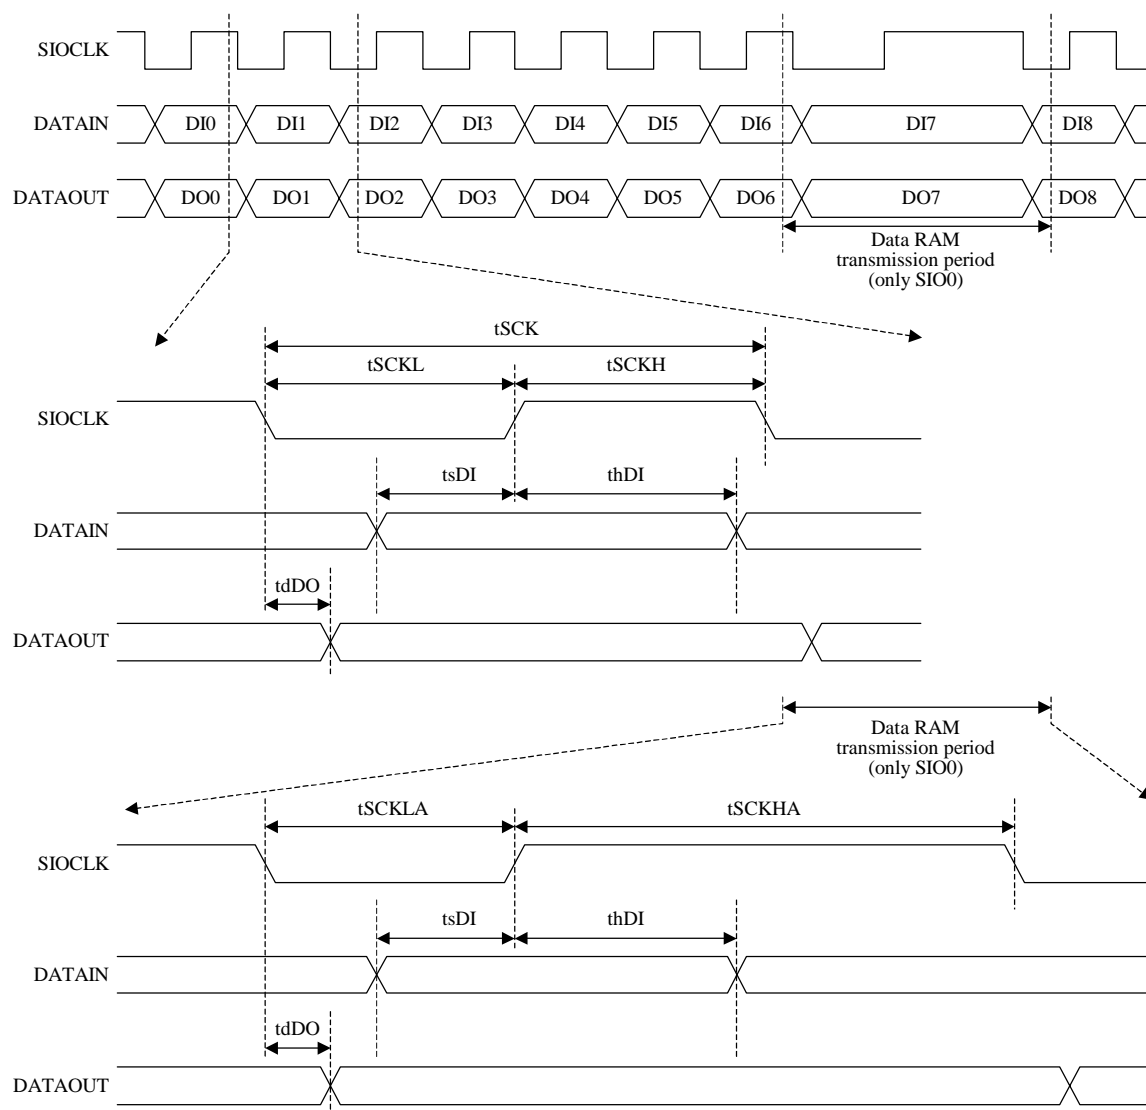 SIOCLK
DATAIN DI0 DI1 DI2 DI3 DI4 DI5 DI6 DI7 DI8
DATAOUT DO0 DO1 DO2 DO3 DO4 DO5 DO6 DO7 DO8
Data RAM
transmission period
(only SIO0)
tSCK
tSCKL tSCKH
SIOCLK
tsDI thDI
DATAIN
tdDO
DATAOUT
Data RAM
transmission period
(only SIO0)
tSCKLA tSCKHA
SIOCLK
tsDI thDI
DATAIN
tdDO
DATAOUT